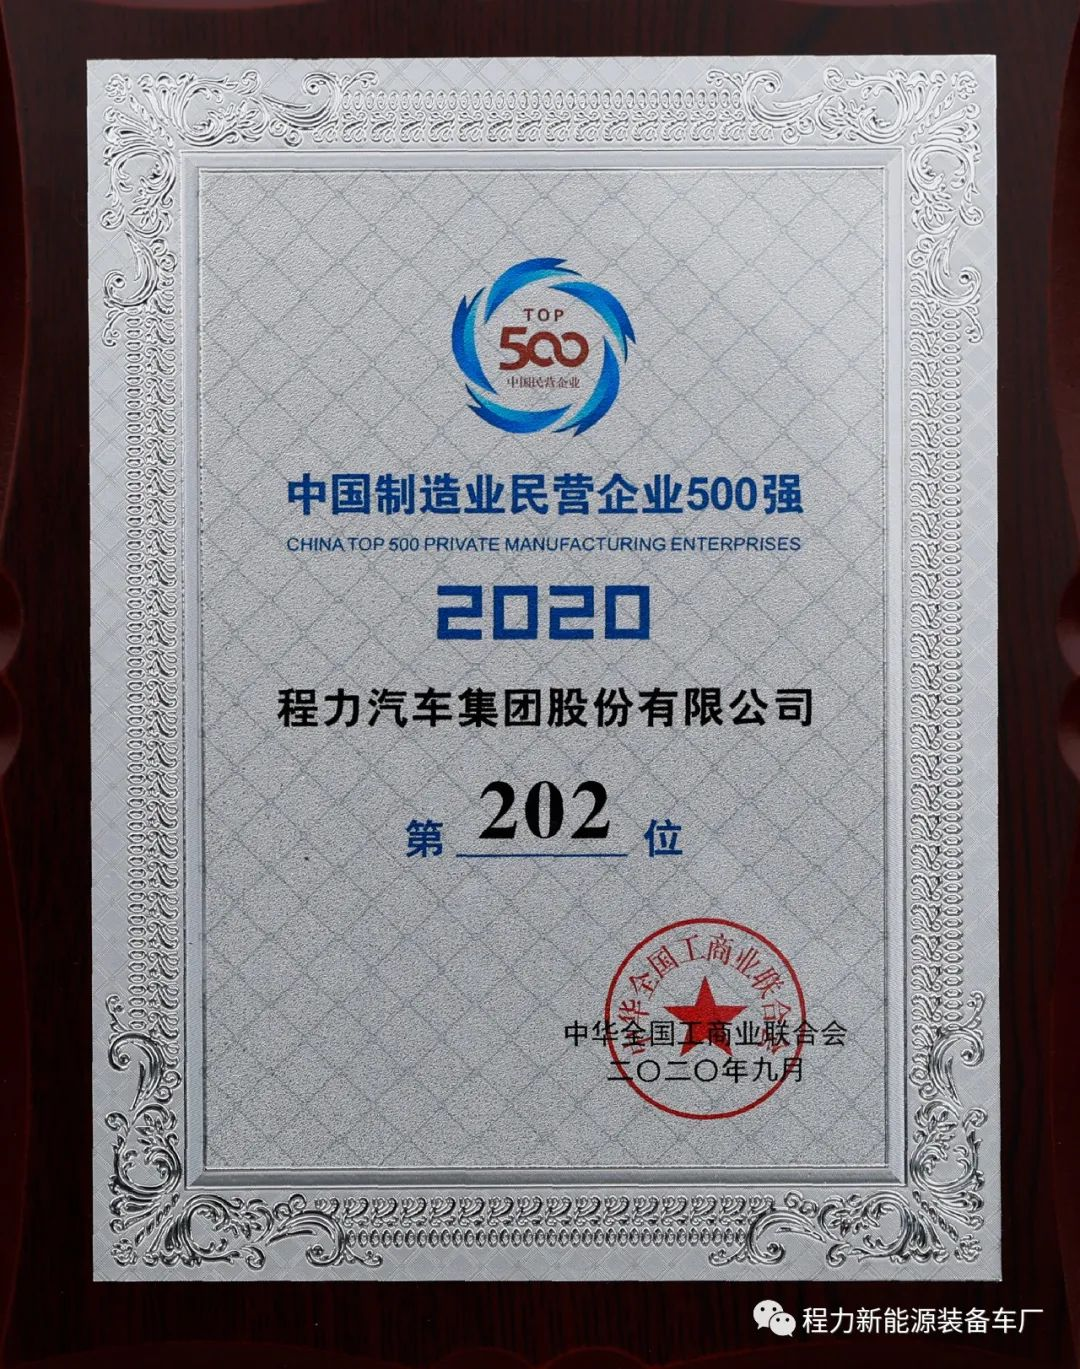 TOP
500
中国民营企业
中国制造业民营企业500强
CHINA TOP 500 PRIVATE MANUFACTURING ENTERPRISES
2020
程力汽车集团股份有限公司
第 202 位
中华全国工商业联合会
中华全国工商业联合会
二〇二〇年九月
程力新能源装备车厂